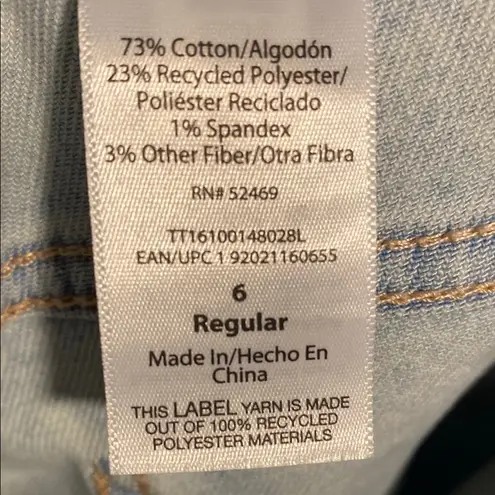 73% Cotton/Algodón
23% Recycled Polyester/
Poliéster Reciclado
1% Spandex
3% Other Fiber/Otra Fibra
RN# 52469
TT16100148028L
EAN/UPC 1 92021160655
6
Regular
Made In/Hecho En
China
THIS LABEL YARN IS MADE
OUT OF 100% RECYCLED
POLYESTER MATERIALS